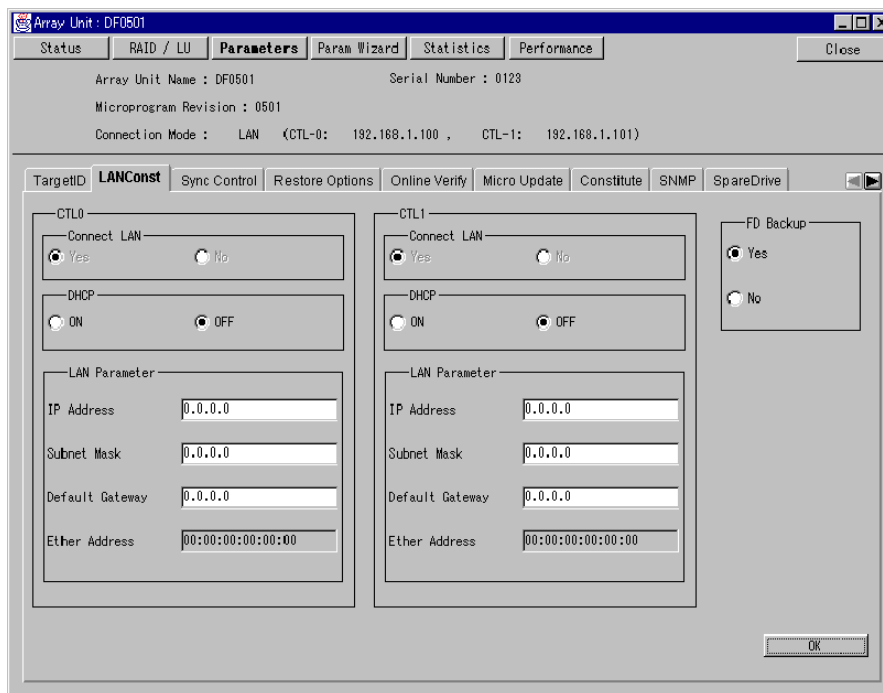 Array Unit : DF0501
Status RAID / LU Parameters Param Wizard Statistics Performance Close
Array Unit Name : DF0501 Serial Number : 0123
Microprogram Revision : 0501
Connection Mode : LAN (CTL-0: 192.168.1.100 , CTL-1: 192.168.1.101)
TargetID LANConst Sync Control Restore Options Online Verify Micro Update Constitute SNMP SpareDrive
CTL0
Connect LAN
Yes No
DHCP
ON OFF
LAN Parameter
IP Address 0.0.0.0
Subnet Mask 0.0.0.0
Default Gateway 0.0.0.0
Ether Address 00:00:00:00:00:00
CTL1
Connect LAN
Yes No
DHCP
ON OFF
LAN Parameter
IP Address 0.0.0.0
Subnet Mask 0.0.0.0
Default Gateway 0.0.0.0
Ether Address 00:00:00:00:00:00
FD Backup
Yes
No
OK